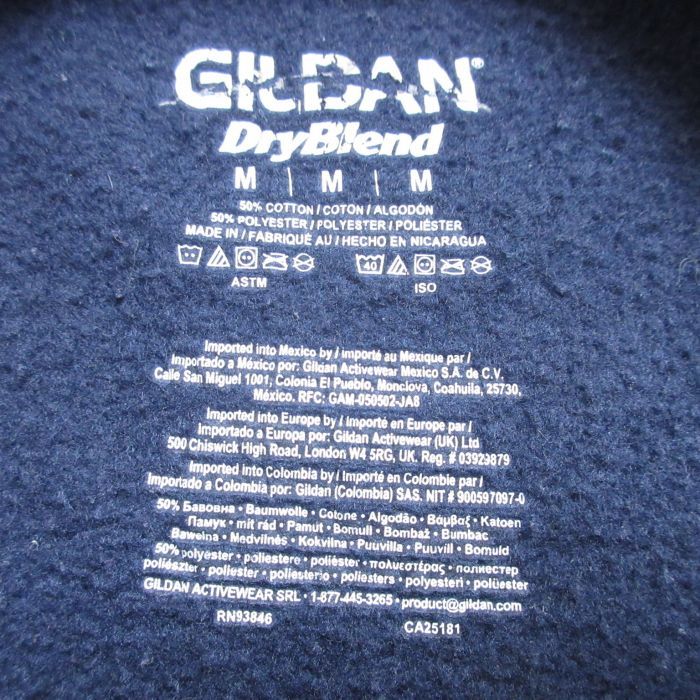 GILDAN®
DryBlend
M | M | M
50% COTTON / COTON / ALGODÓN
50% POLYESTER / POLYESTER / POLIÉSTER
MADE IN / FABRIQUÉ AU / HECHO EN NICARAGUA
40
ASTM ISO
Imported into Mexico by / importé au Mexique par /
Importado a México por: Gildan Activewear Mexico S.A. de C.V.
Calle San Miguel 1001, Colonia El Pueblo, Monclova, Coahuila, 25730,
México. RFC: GAM-050502-JA8
Imported into Europe by / Importé en Europe par /
Importado a Europa por: Gildan Activewear (UK) Ltd
500 Chiswick High Road, London W4 5RG, UK. Reg. # 03929879
Imported into Colombia by / Importé en Colombie par /
Importado a Colombia por: Gildan (Colombia) SAS. NIT # 900597097-0
50% Бавовна • Baumwolle • Cotone • Algodão • Βάμβαξ • Katoen
Памук • mit rád • Pamut • Bomull • Bombaž • Bumbac
Bawełna • Medvilnės • Kokvilna • Puuvilla • Puuvill • Bomuld
50% polyester • poliestere • poliéster • πολυεστέρας • полиестер
poliészter • poliester • poliesterio • poliesters • polyesteri • polüester
GILDAN ACTIVEWEAR SRL • 1-877-445-3265 • product@gildan.com
RN93846 CA25181